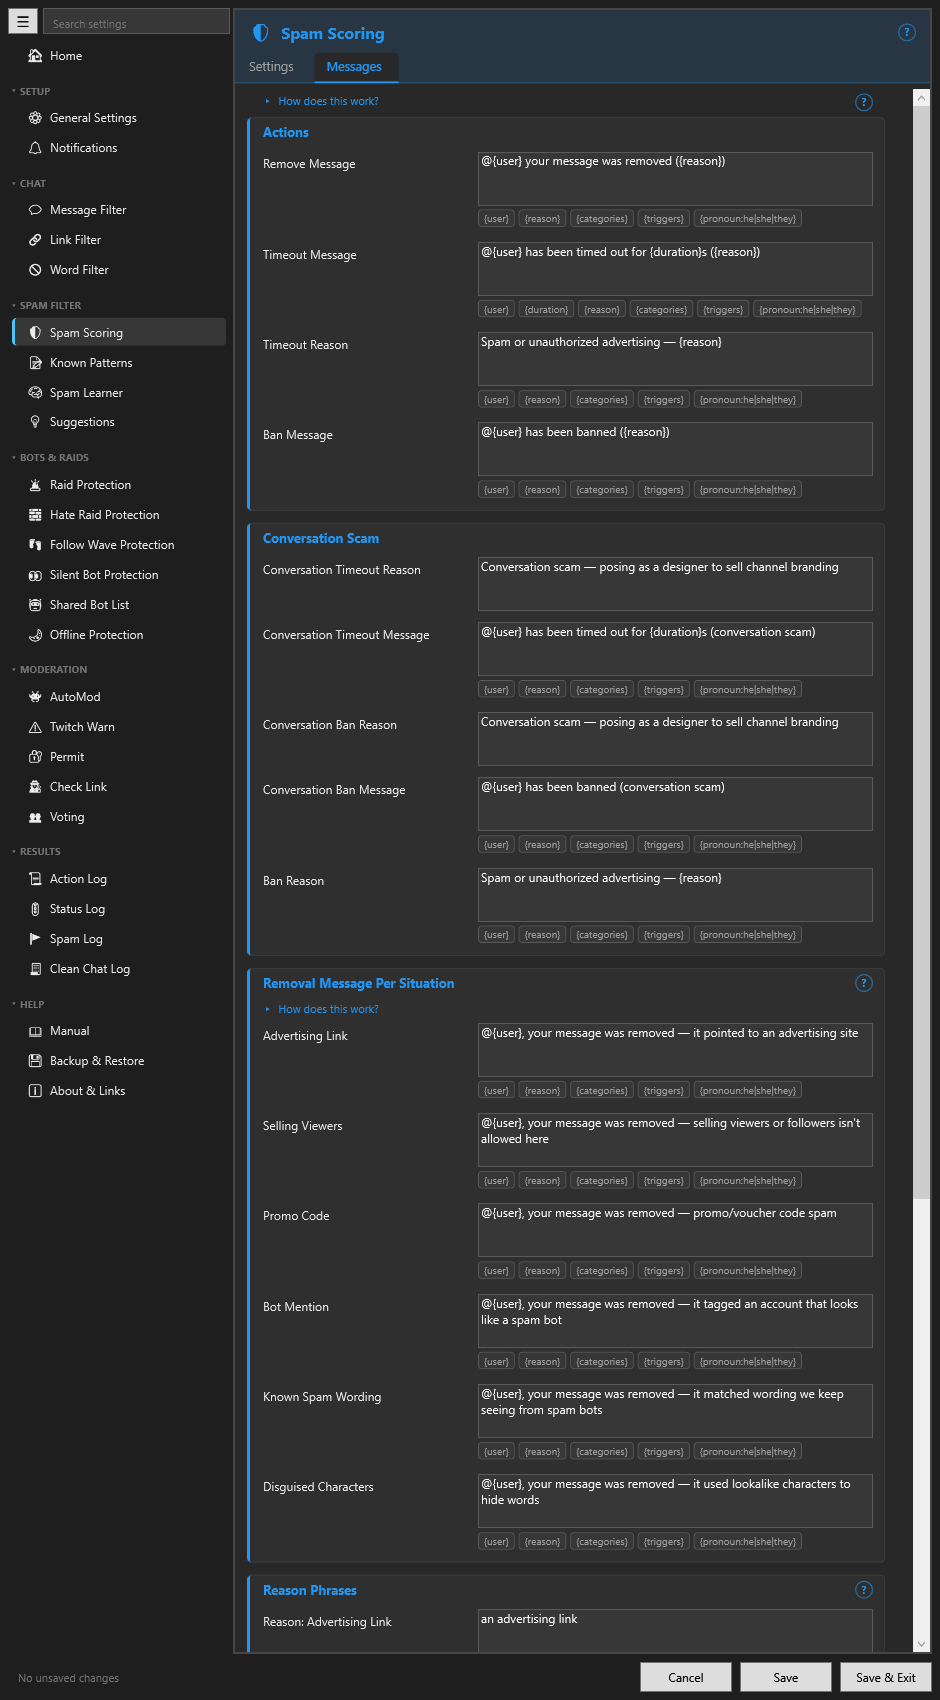 ☰
Search settings
Home
SETUP
General Settings
Notifications
CHAT
Message Filter
Link Filter
Word Filter
SPAM FILTER
Spam Scoring
Known Patterns
Spam Learner
Suggestions
BOTS & RAIDS
Raid Protection
Hate Raid Protection
Follow Wave Protection
Silent Bot Protection
Shared Bot List
Offline Protection
MODERATION
AutoMod
Twitch Warn
Permit
Check Link
Voting
RESULTS
Action Log
Status Log
Spam Log
Clean Chat Log
HELP
Manual
Backup & Restore
About & Links
Spam Scoring ?
Settings Messages
How does this work? ?
Actions
Remove Message
@{user} your message was removed ({reason})
{user} {reason} {categories} {triggers} {pronoun:he|she|they}
Timeout Message
@{user} has been timed out for {duration}s ({reason})
{user} {duration} {reason} {categories} {triggers} {pronoun:he|she|they}
Timeout Reason
Spam or unauthorized advertising — {reason}
{user} {reason} {categories} {triggers} {pronoun:he|she|they}
Ban Message
@{user} has been banned ({reason})
{user} {reason} {categories} {triggers} {pronoun:he|she|they}
Conversation Scam
Conversation Timeout Reason
Conversation scam — posing as a designer to sell channel branding
Conversation Timeout Message
@{user} has been timed out for {duration}s (conversation scam)
{user} {reason} {categories} {triggers} {pronoun:he|she|they}
Conversation Ban Reason
Conversation scam — posing as a designer to sell channel branding
Conversation Ban Message
@{user} has been banned (conversation scam)
{user} {reason} {categories} {triggers} {pronoun:he|she|they}
Ban Reason
Spam or unauthorized advertising — {reason}
{user} {reason} {categories} {triggers} {pronoun:he|she|they}
Removal Message Per Situation ?
How does this work?
Advertising Link
@{user}, your message was removed — it pointed to an advertising site
{user} {reason} {categories} {triggers} {pronoun:he|she|they}
Selling Viewers
@{user}, your message was removed — selling viewers or followers isn't
allowed here
{user} {reason} {categories} {triggers} {pronoun:he|she|they}
Promo Code
@{user}, your message was removed — promo/voucher code spam
{user} {reason} {categories} {triggers} {pronoun:he|she|they}
Bot Mention
@{user}, your message was removed — it tagged an account that looks
like a spam bot
{user} {reason} {categories} {triggers} {pronoun:he|she|they}
Known Spam Wording
@{user}, your message was removed — it matched wording we keep
seeing from spam bots
{user} {reason} {categories} {triggers} {pronoun:he|she|they}
Disguised Characters
@{user}, your message was removed — it used lookalike characters to
hide words
{user} {reason} {categories} {triggers} {pronoun:he|she|they}
Reason Phrases ?
Reason: Advertising Link
an advertising link
No unsaved changes
Cancel Save Save & Exit